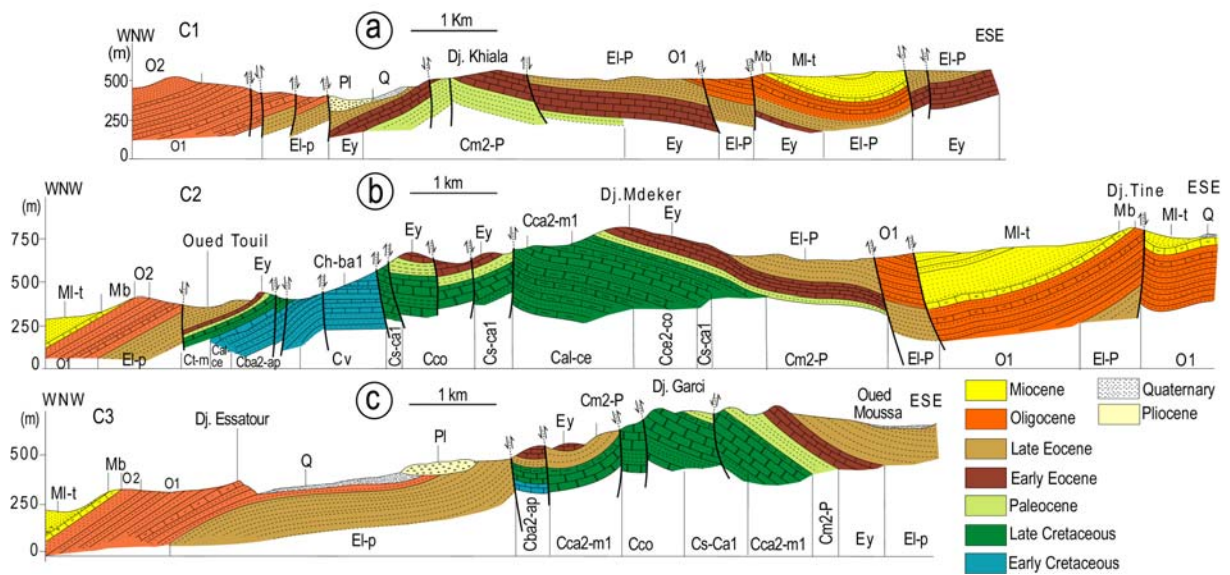 WNW C1 a 1 Km ESE
(m) O2 Dj. Khiala El-P O1 Mb Ml-t El-P
500 Pl Q
250
0 O1 El-p Ey Cm2-P Ey El-P Ey El-P Ey
WNW C2 b 1 km Dj.Mdeker Dj.Tine ESE
(m) Cca2-m1 Ey Mb Ml-t Q
750 Oued Touil Ey Ey El-P O1 Ml-t
500 Ml-t Mb O2 Ey Ch-ba1
250
0 O1 El-p Ct-m Cal-ce Cba2-ap Cv Cs-ca1 Cco Cs-ca1 Cal-ce Cce2-co Cs-ca1 Cm2-P El-P O1 El-P O1
WNW C3 c 1 km Dj. Garci Oued Moussa ESE
(m) Dj. Essatour Pl Ey Cm2-P
500 Ml-t Mb O2 O1 Q
250
0 El-p Cba2-ap Cca2-m1 Cco Cs-Ca1 Cca2-m1 Cm2-P Ey El-p
Miocene Quaternary
Oligocene Pliocene
Late Eocene
Early Eocene
Paleocene
Late Cretaceous
Early Cretaceous